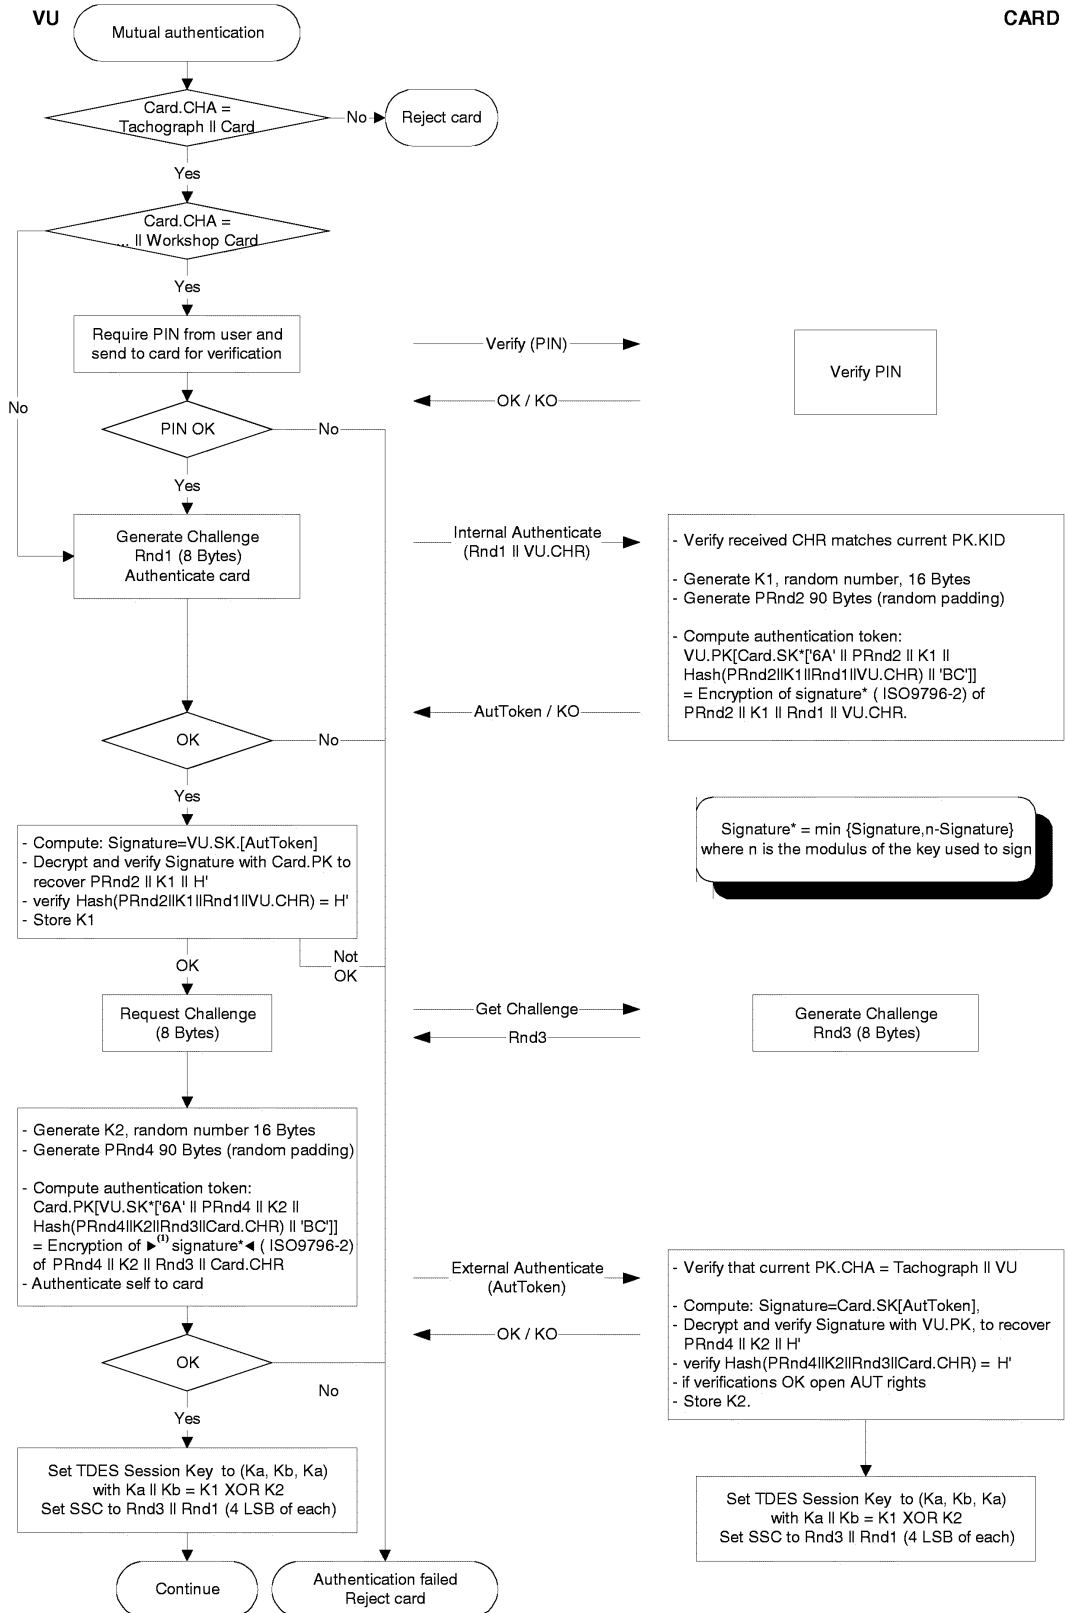 VU
CARD
Mutual authentication
Card.CHA =
Tachograph || Card
No
Reject card
Yes
Card.CHA =
... || Workshop Card
Yes
Require PIN from user and
send to card for verification
Verify (PIN)
Verify PIN
OK / KO
No
PIN OK
No
Yes
Generate Challenge
Rnd1 (8 Bytes)
Authenticate card
Internal Authenticate
(Rnd1 || VU.CHR)
- Verify received CHR matches current PK.KID
- Generate K1, random number, 16 Bytes
- Generate PRnd2 90 Bytes (random padding)
- Compute authentication token:
VU.PK[Card.SK*['6A' || PRnd2 || K1 ||
Hash(PRnd2||K1||Rnd1||VU.CHR) || 'BC']]
= Encryption of signature* ( ISO9796-2) of
PRnd2 || K1 || Rnd1 || VU.CHR.
AutToken / KO
OK
No
Yes
Signature* = min {Signature,n-Signature}
where n is the modulus of the key used to sign
- Compute: Signature=VU.SK.[AutToken]
- Decrypt and verify Signature with Card.PK to
recover PRnd2 || K1 || H'
- verify Hash(PRnd2||K1||Rnd1||VU.CHR) = H'
- Store K1
Not
OK
OK
Request Challenge
(8 Bytes)
Get Challenge
Rnd3
Generate Challenge
Rnd3 (8 Bytes)
- Generate K2, random number 16 Bytes
- Generate PRnd4 90 Bytes (random padding)
- Compute authentication token:
Card.PK[VU.SK*['6A' || PRnd4 || K2 ||
Hash(PRnd4||K2||Rnd3||Card.CHR) || 'BC']]
= Encryption of ►(1) signature*◄ ( ISO9796-2)
of PRnd4 || K2 || Rnd3 || Card.CHR
- Authenticate self to card
External Authenticate
(AutToken)
OK / KO
- Verify that current PK.CHA = Tachograph || VU
- Compute: Signature=Card.SK[AutToken],
- Decrypt and verify Signature with VU.PK, to recover
PRnd4 || K2 || H'
- verify Hash(PRnd4||K2||Rnd3||Card.CHR) = H'
- if verifications OK open AUT rights
- Store K2.
OK
No
Yes
Set TDES Session Key to (Ka, Kb, Ka)
with Ka || Kb = K1 XOR K2
Set SSC to Rnd3 || Rnd1 (4 LSB of each)
Set TDES Session Key to (Ka, Kb, Ka)
with Ka || Kb = K1 XOR K2
Set SSC to Rnd3 || Rnd1 (4 LSB of each)
Continue
Authentication failed
Reject card